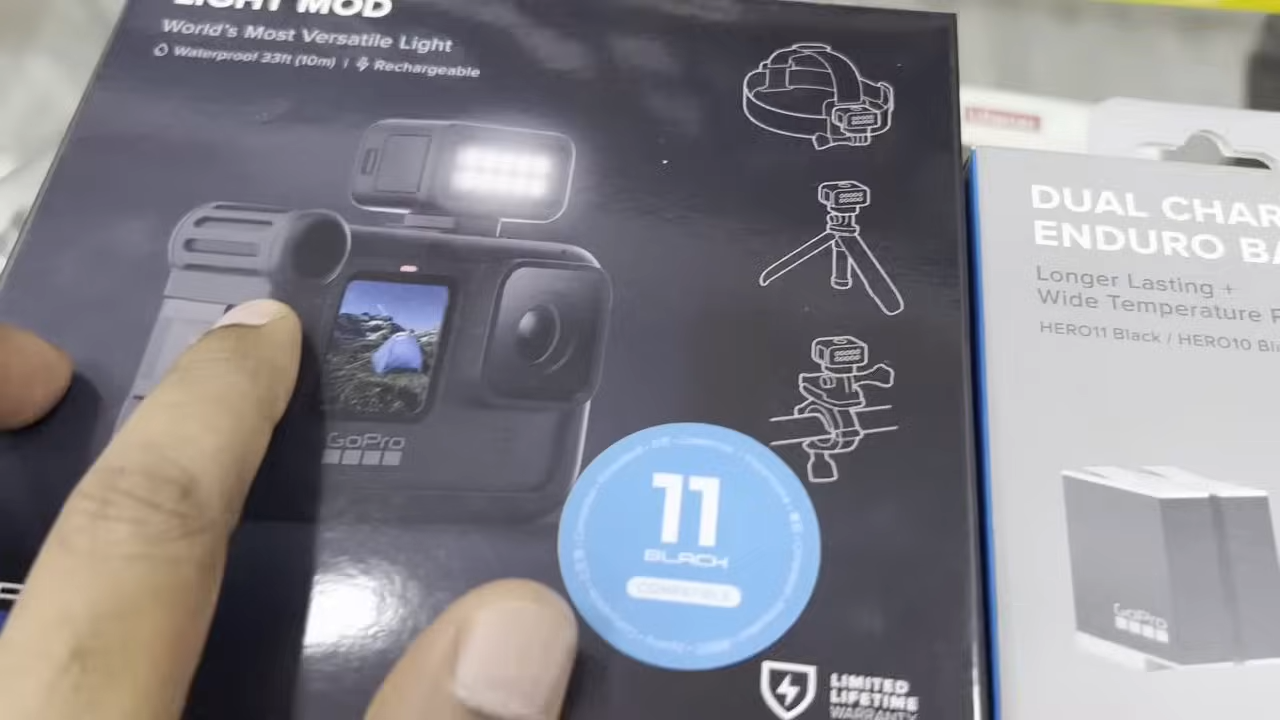 LIGHT MOD
World's Most Versatile Light
Waterproof 33ft (10m) | Rechargeable
GoPro
11
BLACK
COMPATIBLE
LIMITED
LIFETIME
WARRANTY
DUAL CHAR
ENDURO BA
Longer Lasting +
Wide Temperature
HERO11 Black / HERO10 Bl
GoPro